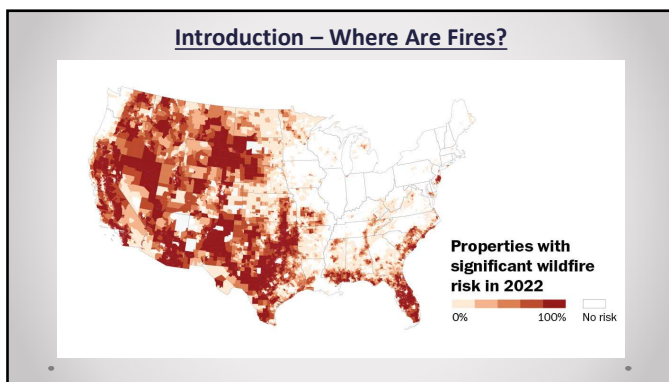 Introduction – Where Are Fires?
Properties with
significant wildfire
risk in 2022
0% 100% No risk